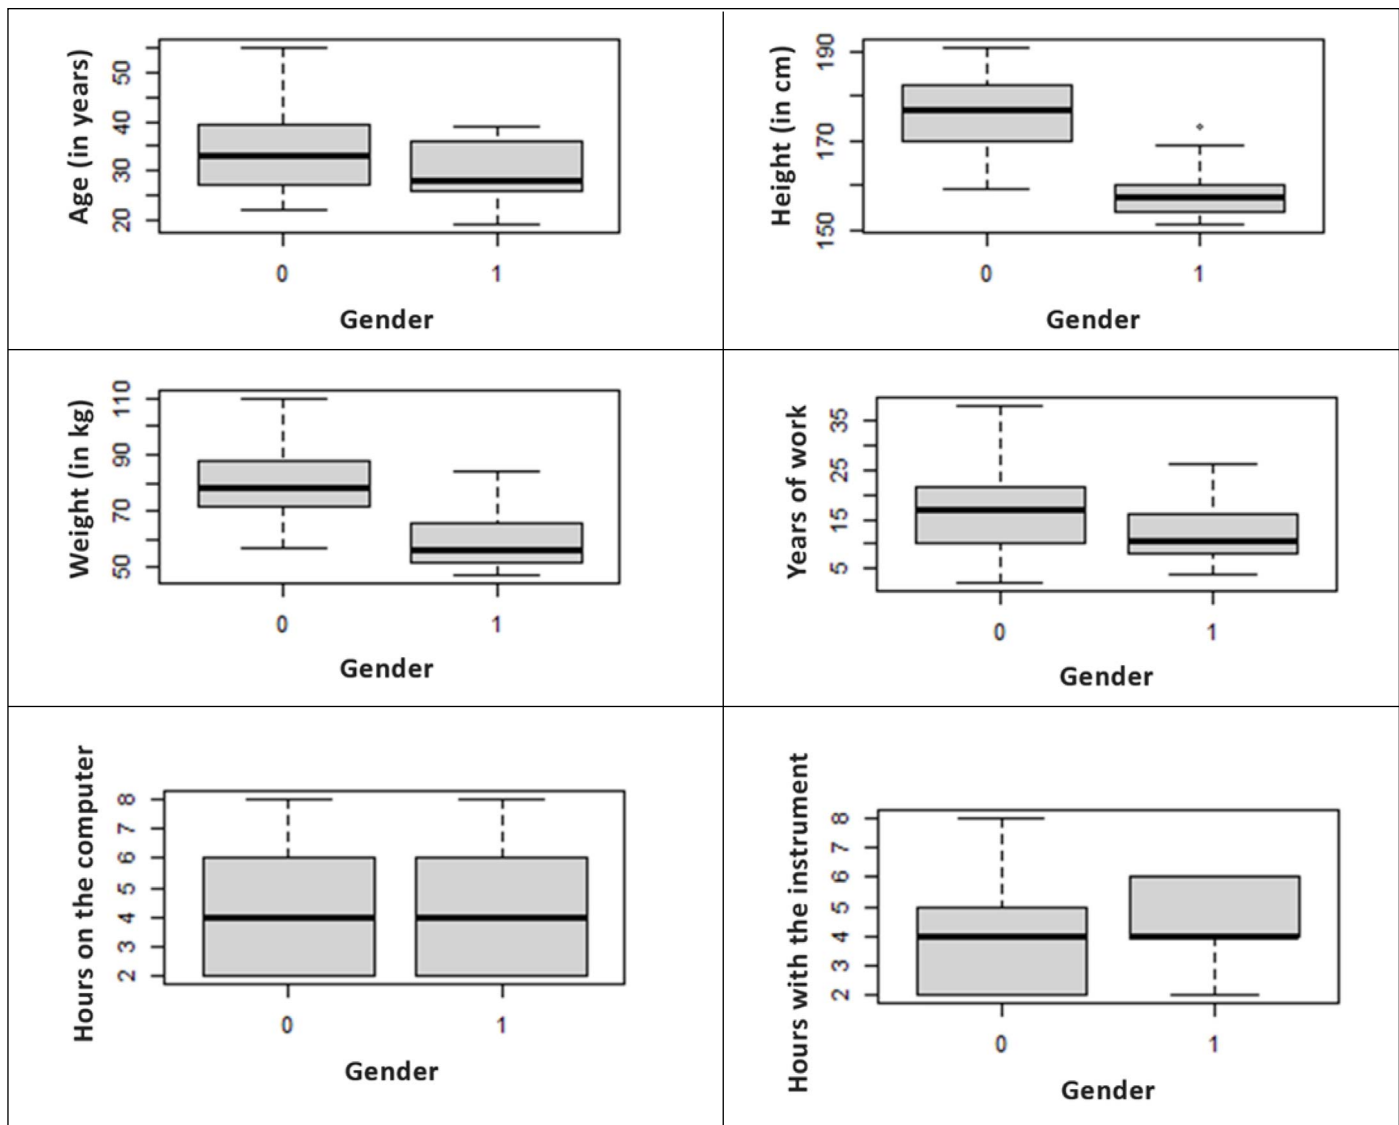 Age (in years)
50
40
30
20
0 1
Gender
Height (in cm)
190
170
150
0 1
Gender
Weight (in kg)
110
90
70
50
0 1
Gender
Years of work
35
25
15
5
0 1
Gender
Hours on the computer
8
7
6
5
4
3
2
0 1
Gender
Hours with the instrument
8
7
6
5
4
3
2
0 1
Gender